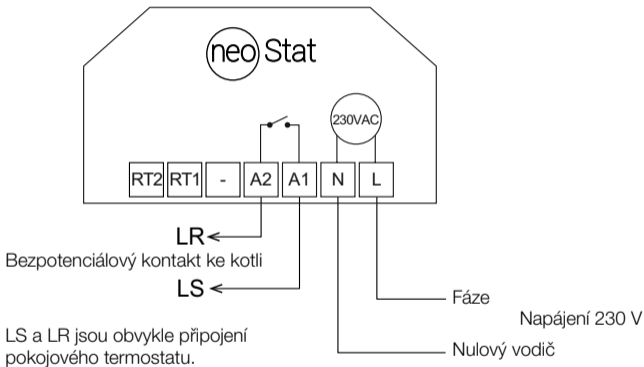 neo Stat
230VAC
RT2 RT1 - A2 A1 N L
LR
Bezpotenciálový kontakt ke kotli
LS
Fáze
Napájení 230 V
LS a LR jsou obvykle připojení
pokojového termostatu.
Nulový vodič